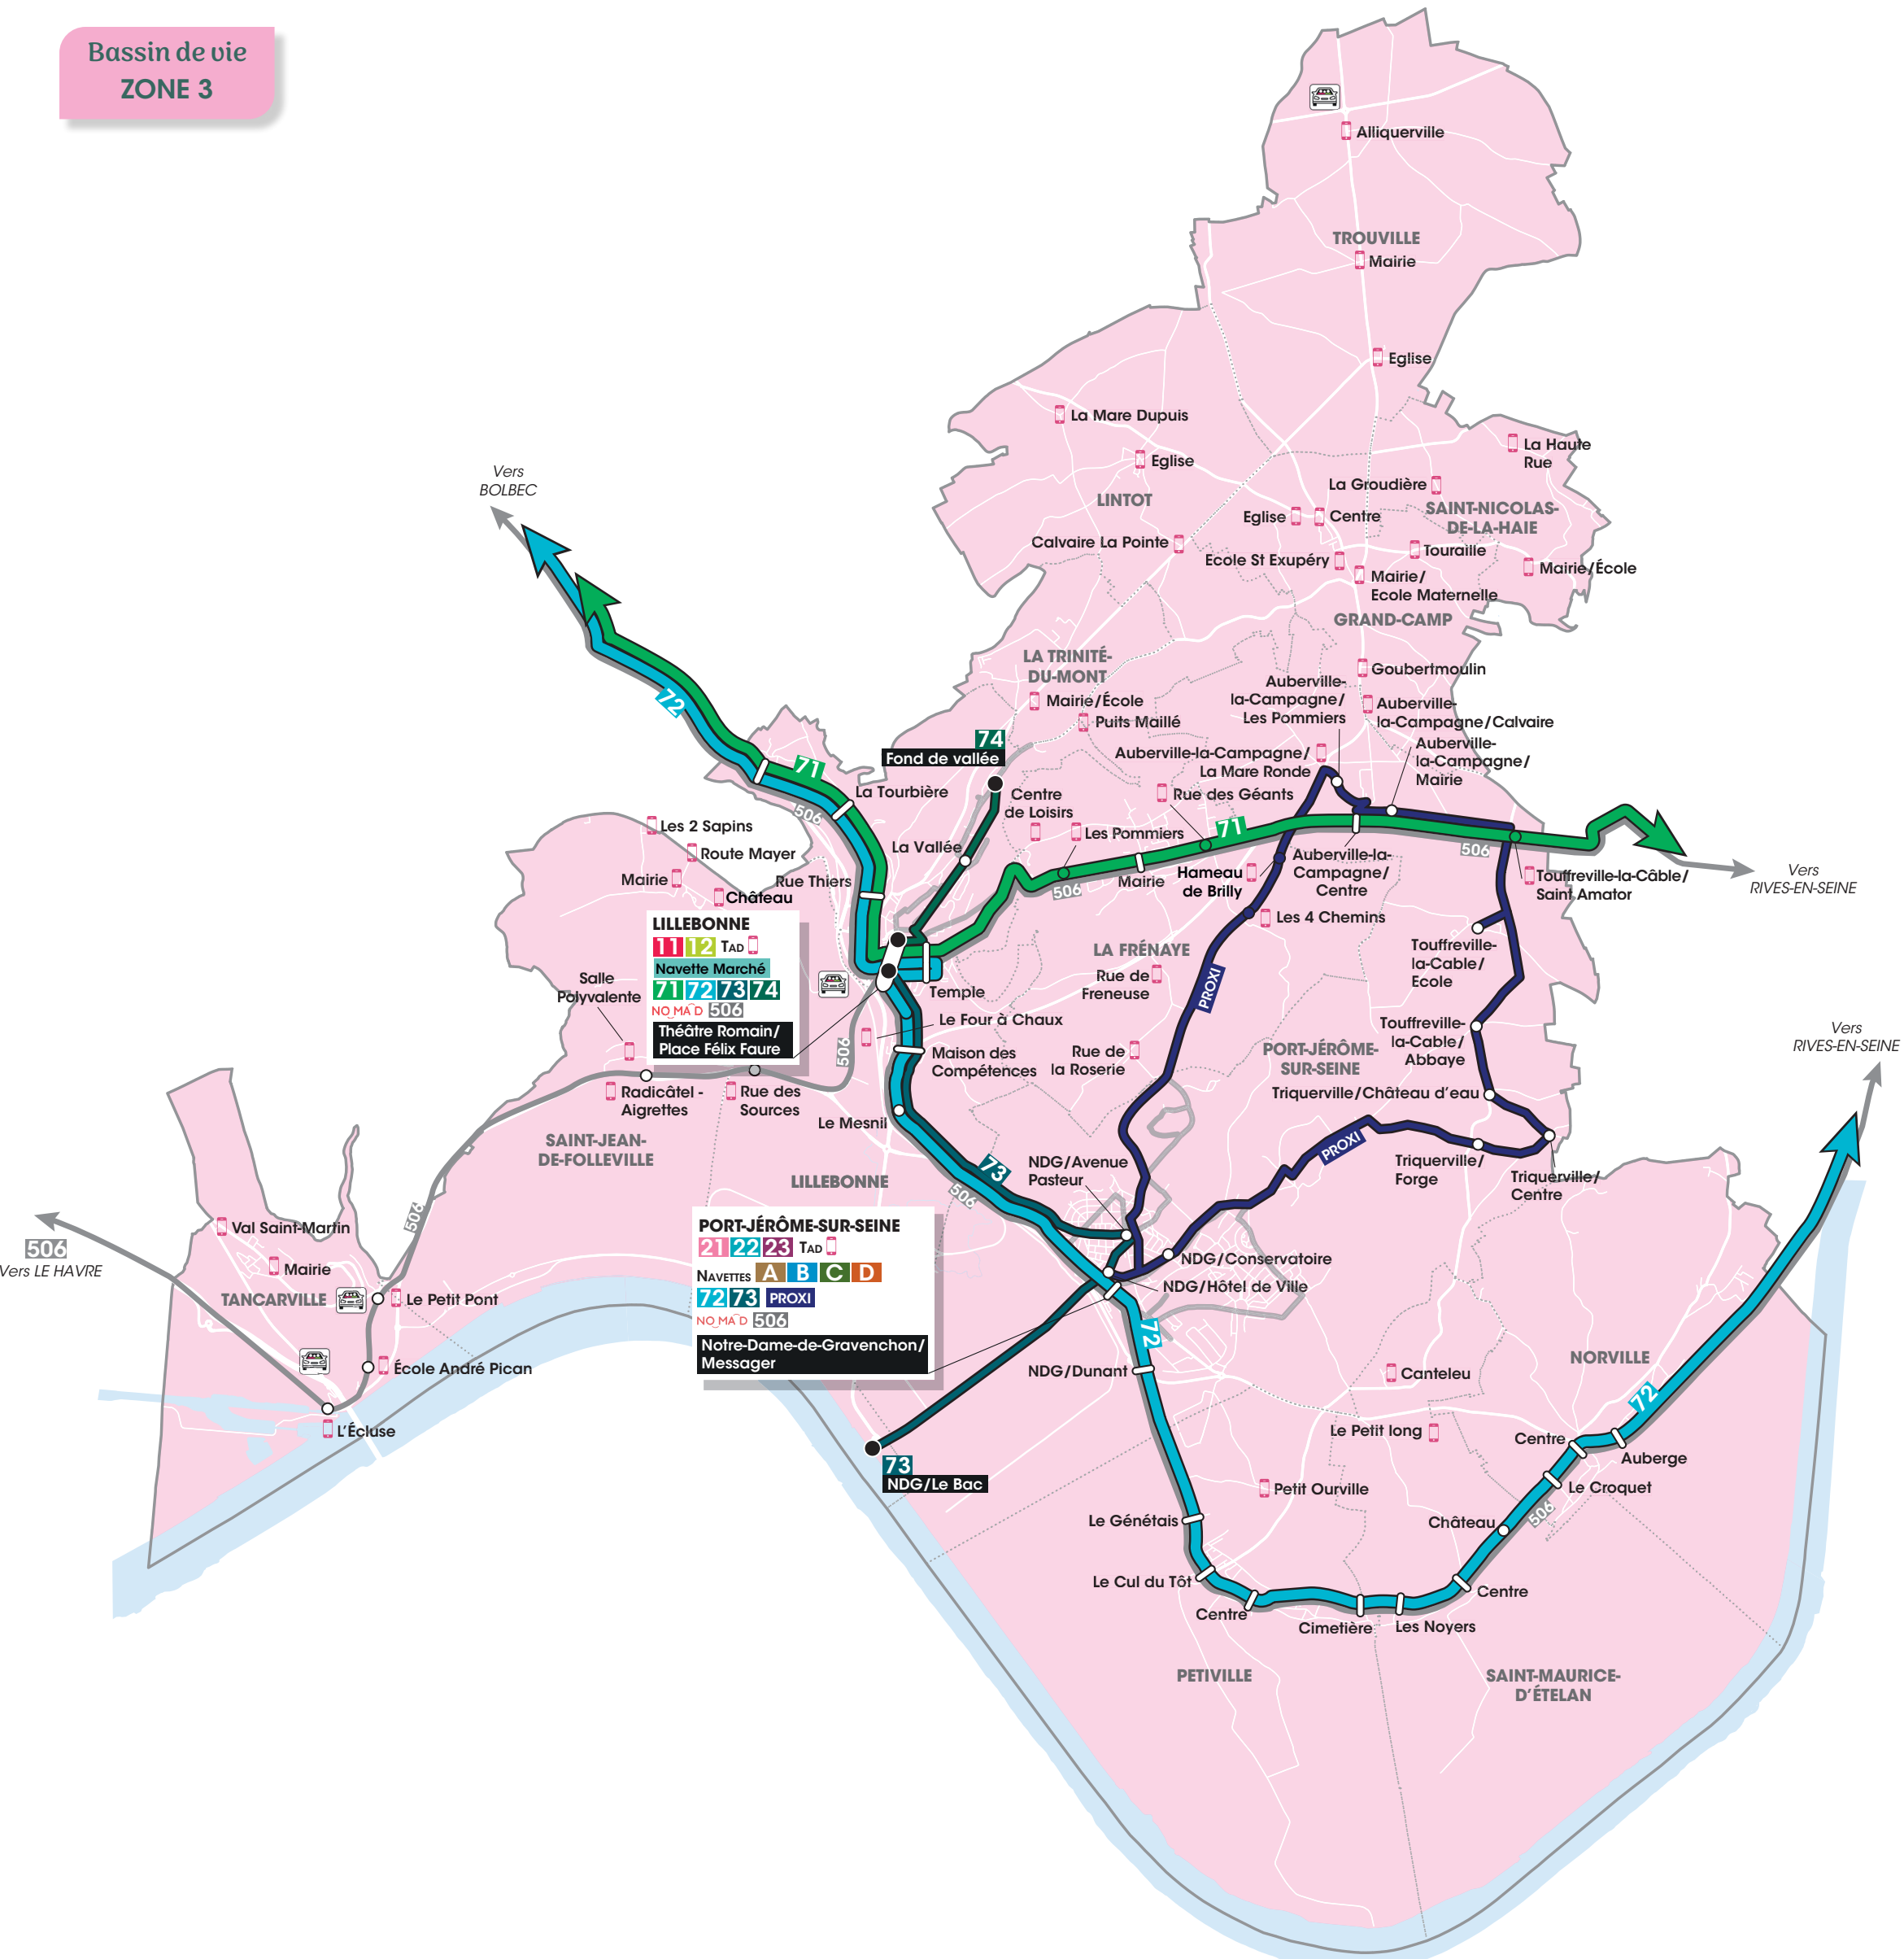 Bassin de vie
ZONE 3
Alliquerville
TROUVILLE
Mairie
Eglise
La Mare Dupuis
Eglise
LINTOT
Calvaire La Pointe
La Haute
Rue
La Groudière
SAINT-NICOLAS-
DE-LA-HAIE
Eglise
Centre
Touraille
Ecole St Exupéry
Mairie/École
Mairie/
Ecole Maternelle
GRAND-CAMP
Vers
BOLBEC
LA TRINITÉ-
DU-MONT
Mairie/École
Puits Maillé
Goubertmoulin
Auberville-
la-Campagne/
Les Pommiers
Auberville-
la-Campagne/Calvaire
Auberville-
la-Campagne/
Mairie
Auberville-la-Campagne/
La Mare Ronde
72
71
506
La Tourbière
74
Fond de vallée
Centre
de Loisirs
Rue des Géants
Les Pommiers
71
La Vallée
Mairie
506
Hameau
de Brilly
Auberville-la-
Campagne/
Centre
506
Touffreville-la-Câble/
Saint Amator
Vers
RIVES-EN-SEINE
Les 2 Sapins
Route Mayer
Mairie
Château
Rue Thiers
Les 4 Chemins
LILLEBONNE
11 12 TAD
Navette Marché
71 72 73 74
NOMAD 506
Théâtre Romain/
Place Félix Faure
Salle
Polyvalente
Temple
LA FRÉNAYE
Rue de
Freneuse
PROXI
Touffreville-
la-Cable/
Ecole
Le Four à Chaux
506
Maison des
Compétences
Rue de
la Roserie
PORT-JÉRÔME-
SUR-SEINE
Touffreville-
la-Cable/
Abbaye
Vers
RIVES-EN-SEINE
Radicâtel -
Aigrettes
Rue des
Sources
Triquerville/Château d'eau
Le Mesnil
SAINT-JEAN-
DE-FOLLEVILLE
LILLEBONNE
73
506
NDG/Avenue
Pasteur
PROXI
Triquerville/
Forge
Triquerville/
Centre
Val Saint-Martin
506
506
Vers LE HAVRE
Mairie
TANCARVILLE
Le Petit Pont
École André Pican
L'Écluse
PORT-JÉRÔME-SUR-SEINE
21 22 23 TAD
NAVETTES A B C D
72 73 PROXI
NOMAD 506
Notre-Dame-de-Gravenchon/
Messager
NDG/Conservatoire
NDG/Hôtel de Ville
72
NDG/Dunant
73
NDG/Le Bac
Canteleu
NORVILLE
72
Le Petit long
Centre
Auberge
Le Croquet
Petit Ourville
506
Château
Le Génétais
Le Cul du Tôt
Centre
Centre
Cimetière
Les Noyers
PETIVILLE
SAINT-MAURICE-
D'ÉTELAN